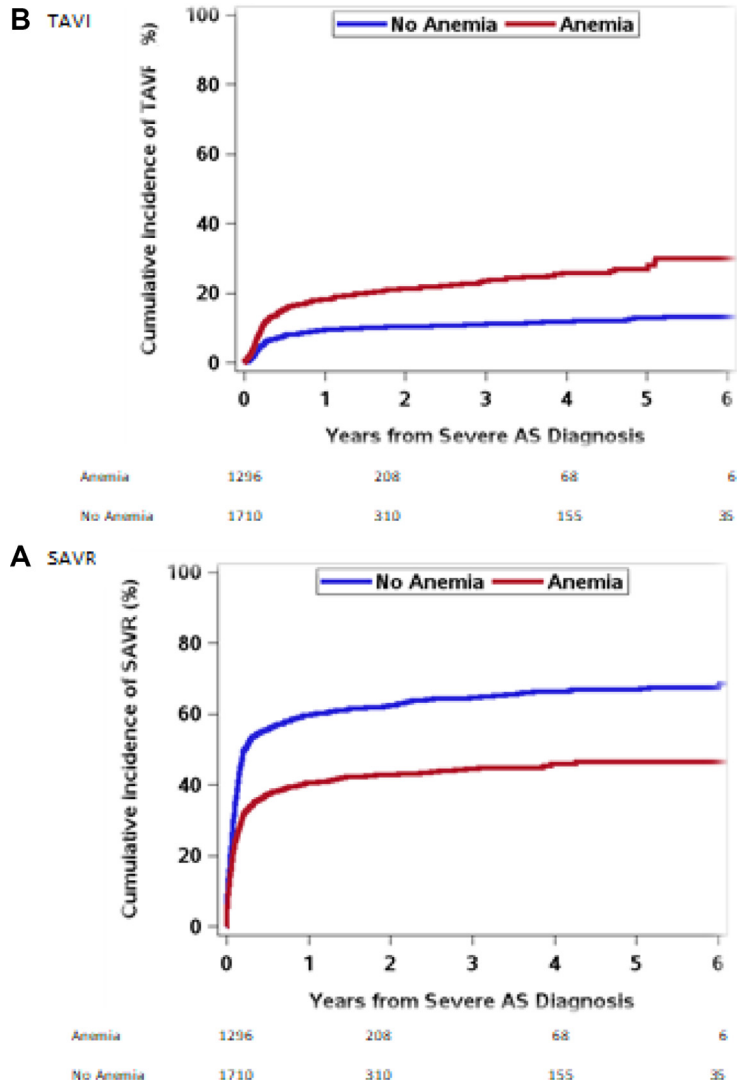 B TAVI
No Anemia Anemia
Cumulative Incidence of TAVF %)
100
80
60
40
20
0
0 1 2 3 4 5 6
Years from Severe AS Diagnosis
Anemia 1296 208 68 6
No Anemia 1710 310 155 35
A SAVR
No Anemia Anemia
Cumulative Incidence of SAVR (%)
100
80
60
40
20
0
0 1 2 3 4 5 6
Years from Severe AS Diagnosis
Anemia 1296 208 68 6
No Anemia 1710 310 155 35